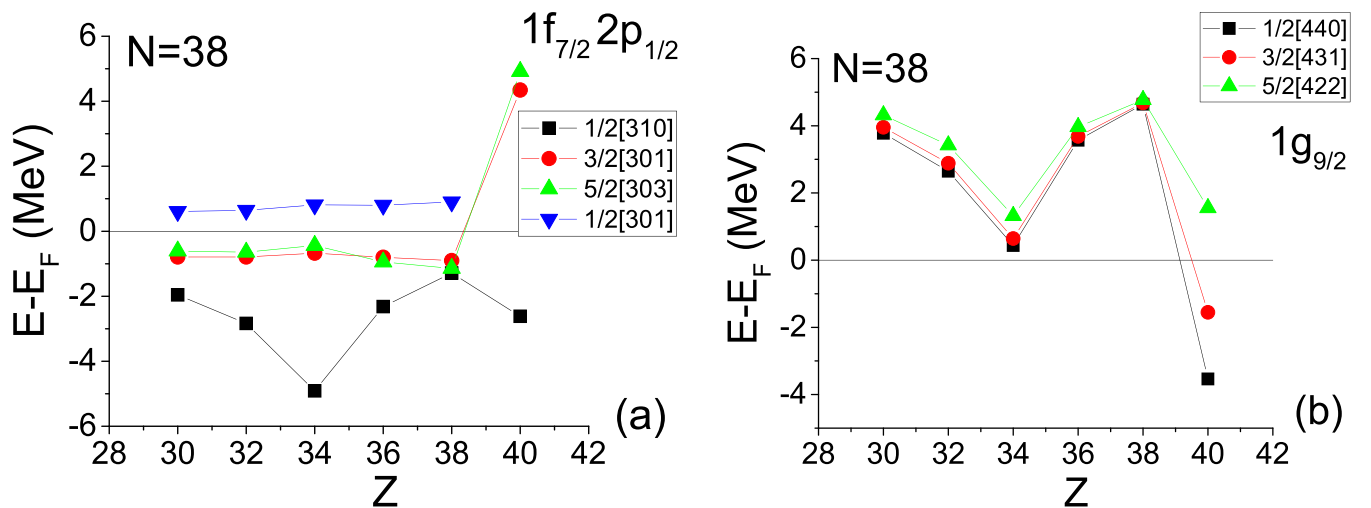 N=38
1f7/2 2p1/2
1/2[310]
3/2[301]
5/2[303]
1/2[301]
E-EF (MeV)
6
4
2
0
-2
-4
-6
28 30 32 34 36 38 40 42
Z
(a)
N=38
1/2[440]
3/2[431]
5/2[422]
1g9/2
E-EF (MeV)
6
4
2
0
-2
-4
28 30 32 34 36 38 40 42
Z
(b)